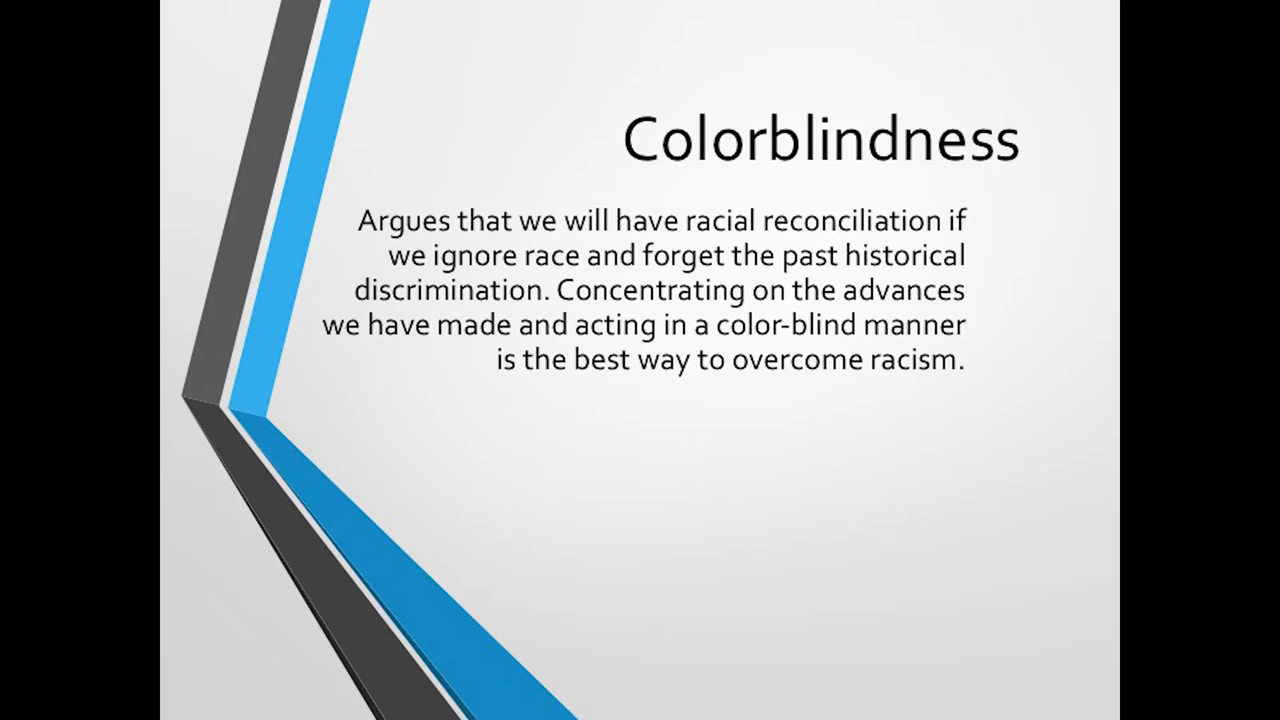 Colorblindness
Argues that we will have racial reconciliation if
we ignore race and forget the past historical
discrimination. Concentrating on the advances
we have made and acting in a color-blind manner
is the best way to overcome racism.